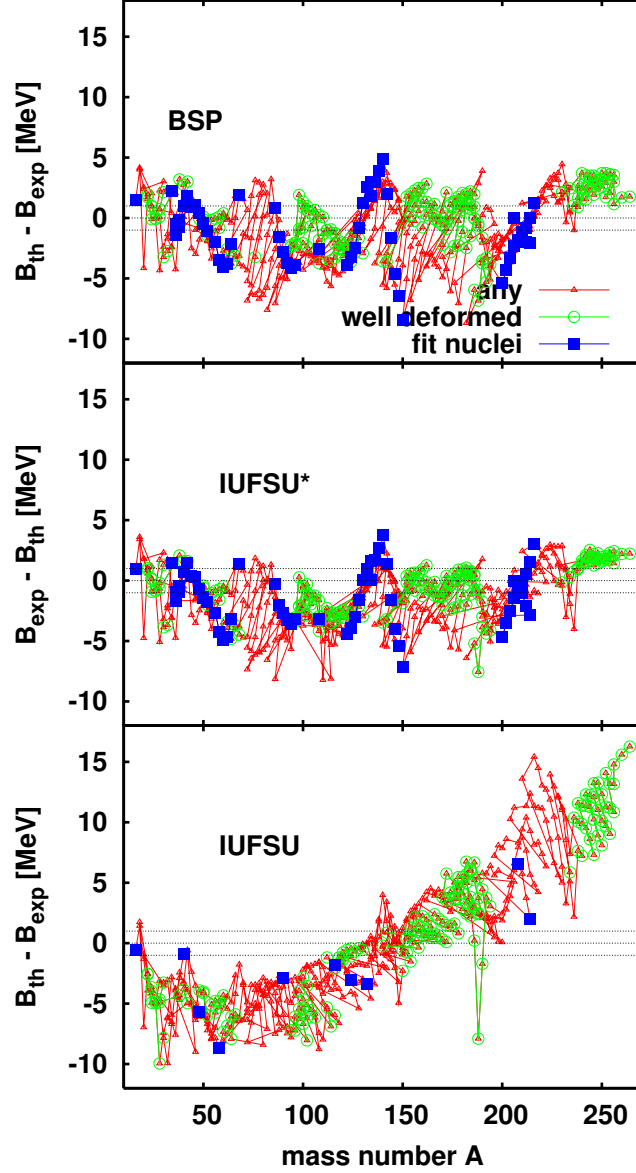 15
10
5
0
-5
-10
B_th - B_exp [MeV]
BSP
any
well deformed
fit nuclei
15
10
5
0
-5
-10
B_exp - B_th [MeV]
IUFSU*
15
10
5
0
-5
-10
B_th - B_exp [MeV]
IUFSU
50 100 150 200 250
mass number A